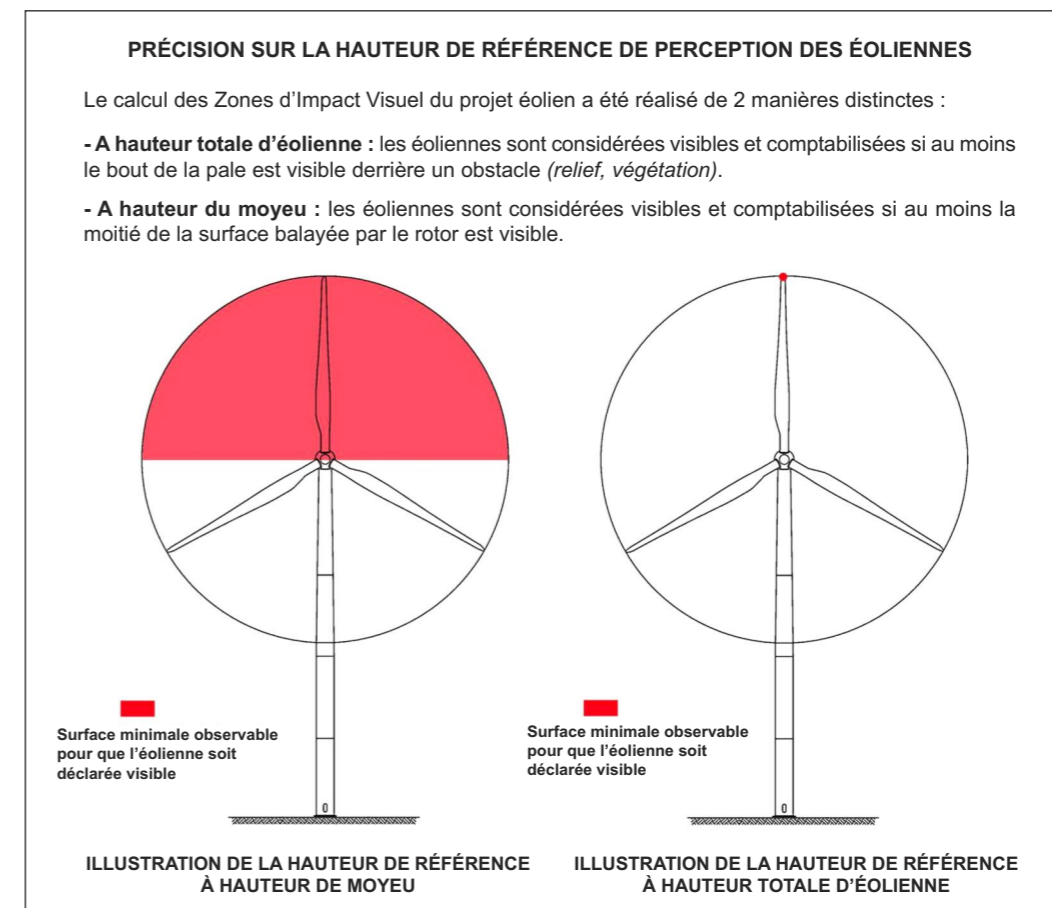 PRÉCISION SUR LA HAUTEUR DE RÉFÉRENCE DE PERCEPTION DES ÉOLIENNES
Le calcul des Zones d'Impact Visuel du projet éolien a été réalisé de 2 manières distinctes :
- A hauteur totale d'éolienne : les éoliennes sont considérées visibles et comptabilisées si au moins
le bout de la pale est visible derrière un obstacle (relief, végétation).
- A hauteur du moyeu : les éoliennes sont considérées visibles et comptabilisées si au moins la
moitié de la surface balayée par le rotor est visible.
Surface minimale observable
pour que l'éolienne soit
déclarée visible
Surface minimale observable
pour que l'éolienne soit
déclarée visible
ILLUSTRATION DE LA HAUTEUR DE RÉFÉRENCE
À HAUTEUR DE MOYEU
ILLUSTRATION DE LA HAUTEUR DE RÉFÉRENCE
À HAUTEUR TOTALE D'ÉOLIENNE